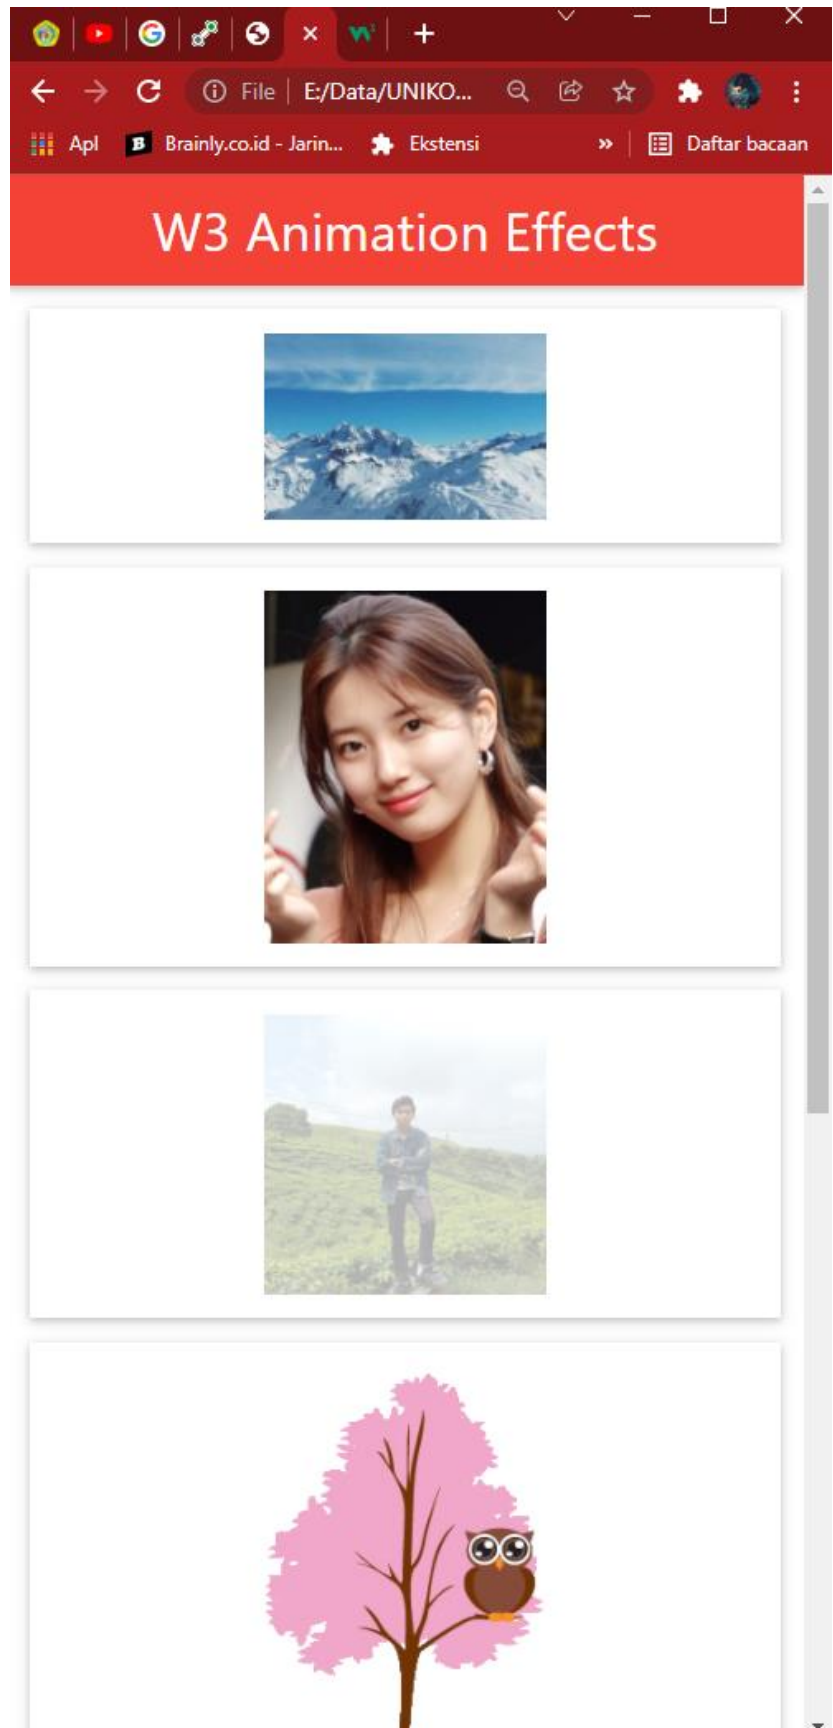 File | E:/Data/UNIKO...
Apl B Brainly.co.id - Jarin... Ekstensi » Daftar bacaan
W3 Animation Effects